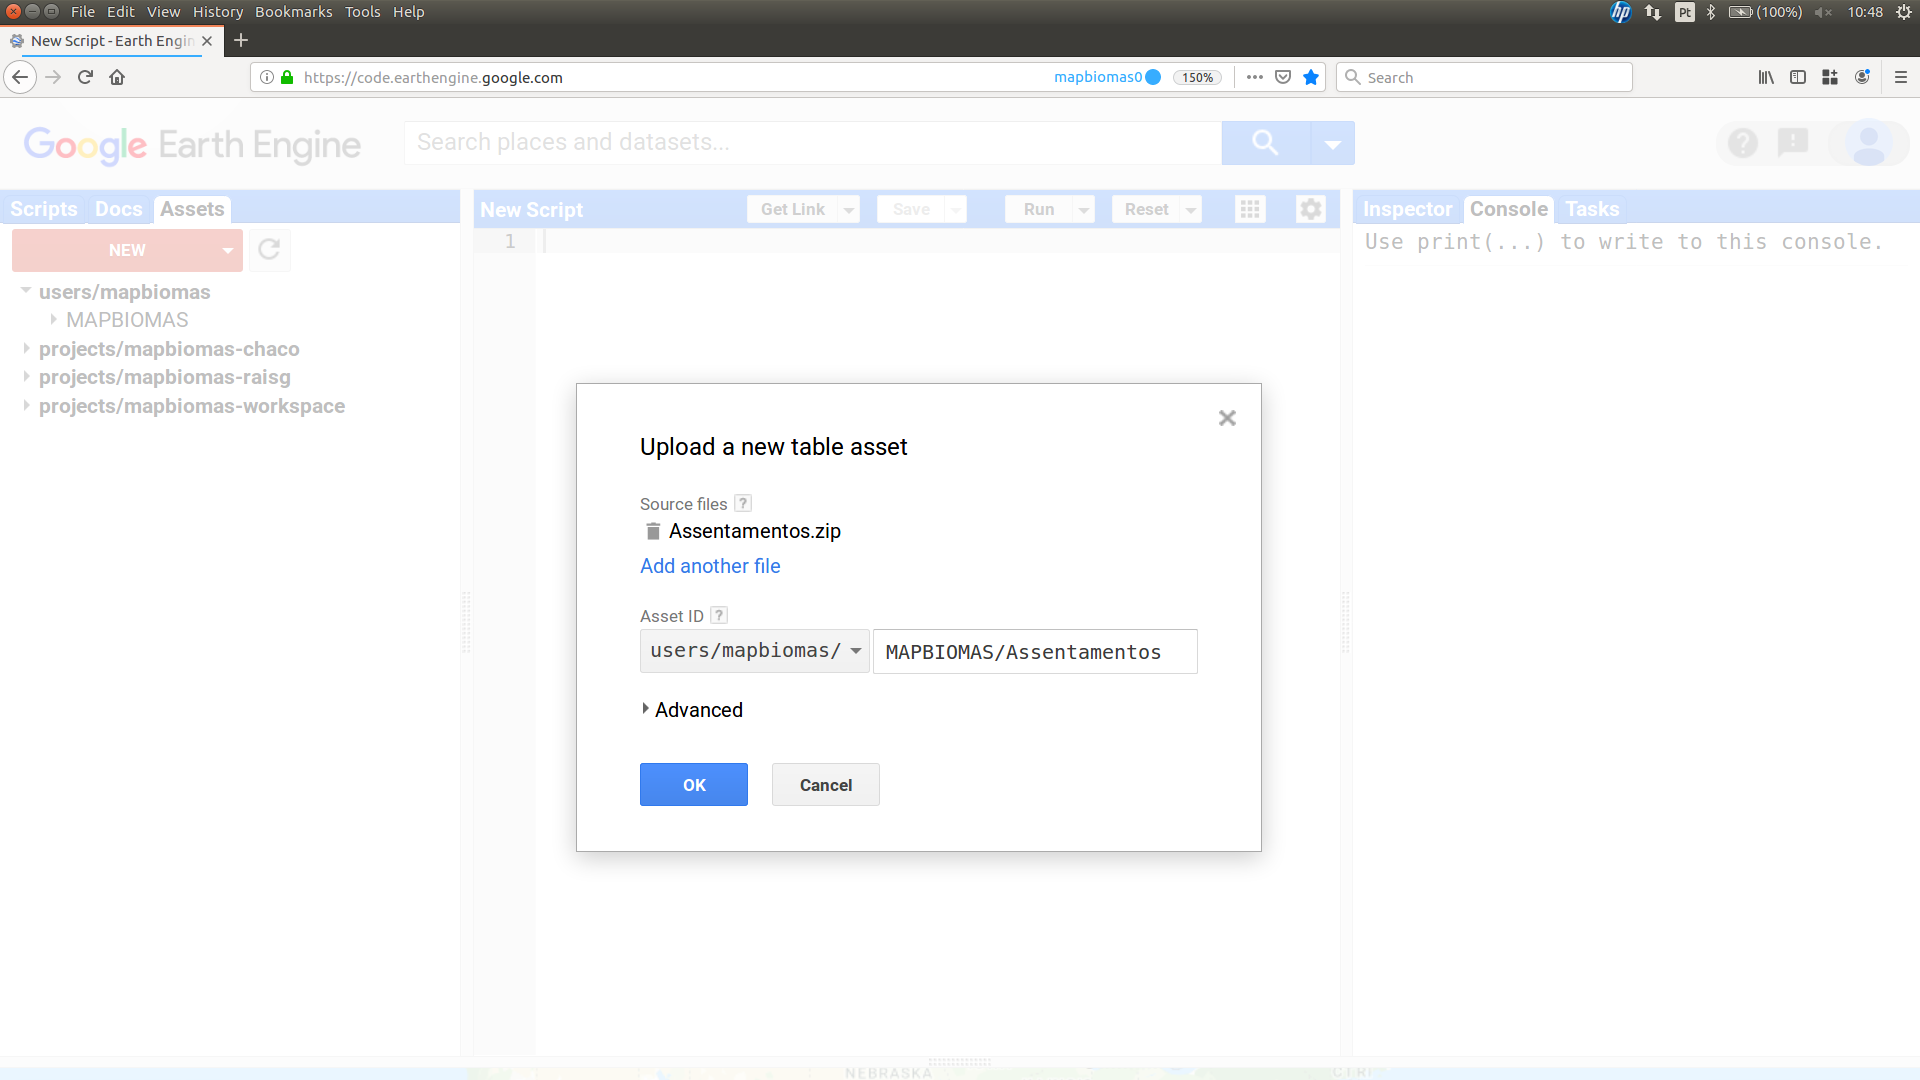 File Edit View History Bookmarks Tools Help
hp Pt (100%) 10:48
New Script - Earth Engin
https://code.earthengine.google.com mapbiomas0 150% Search
Google Earth Engine Search places and datasets...
Scripts Docs Assets
NEW
users/mapbiomas
MAPBIOMAS
projects/mapbiomas-chaco
projects/mapbiomas-raisg
projects/mapbiomas-workspace
New Script Get Link Save Run Reset
1
Inspector Console Tasks
Use print(...) to write to this console.
Upload a new table asset
Source files ?
Assentamentos.zip
Add another file
Asset ID ?
users/mapbiomas/ MAPBIOMAS/Assentamentos
Advanced
OK Cancel
NEBRASKA